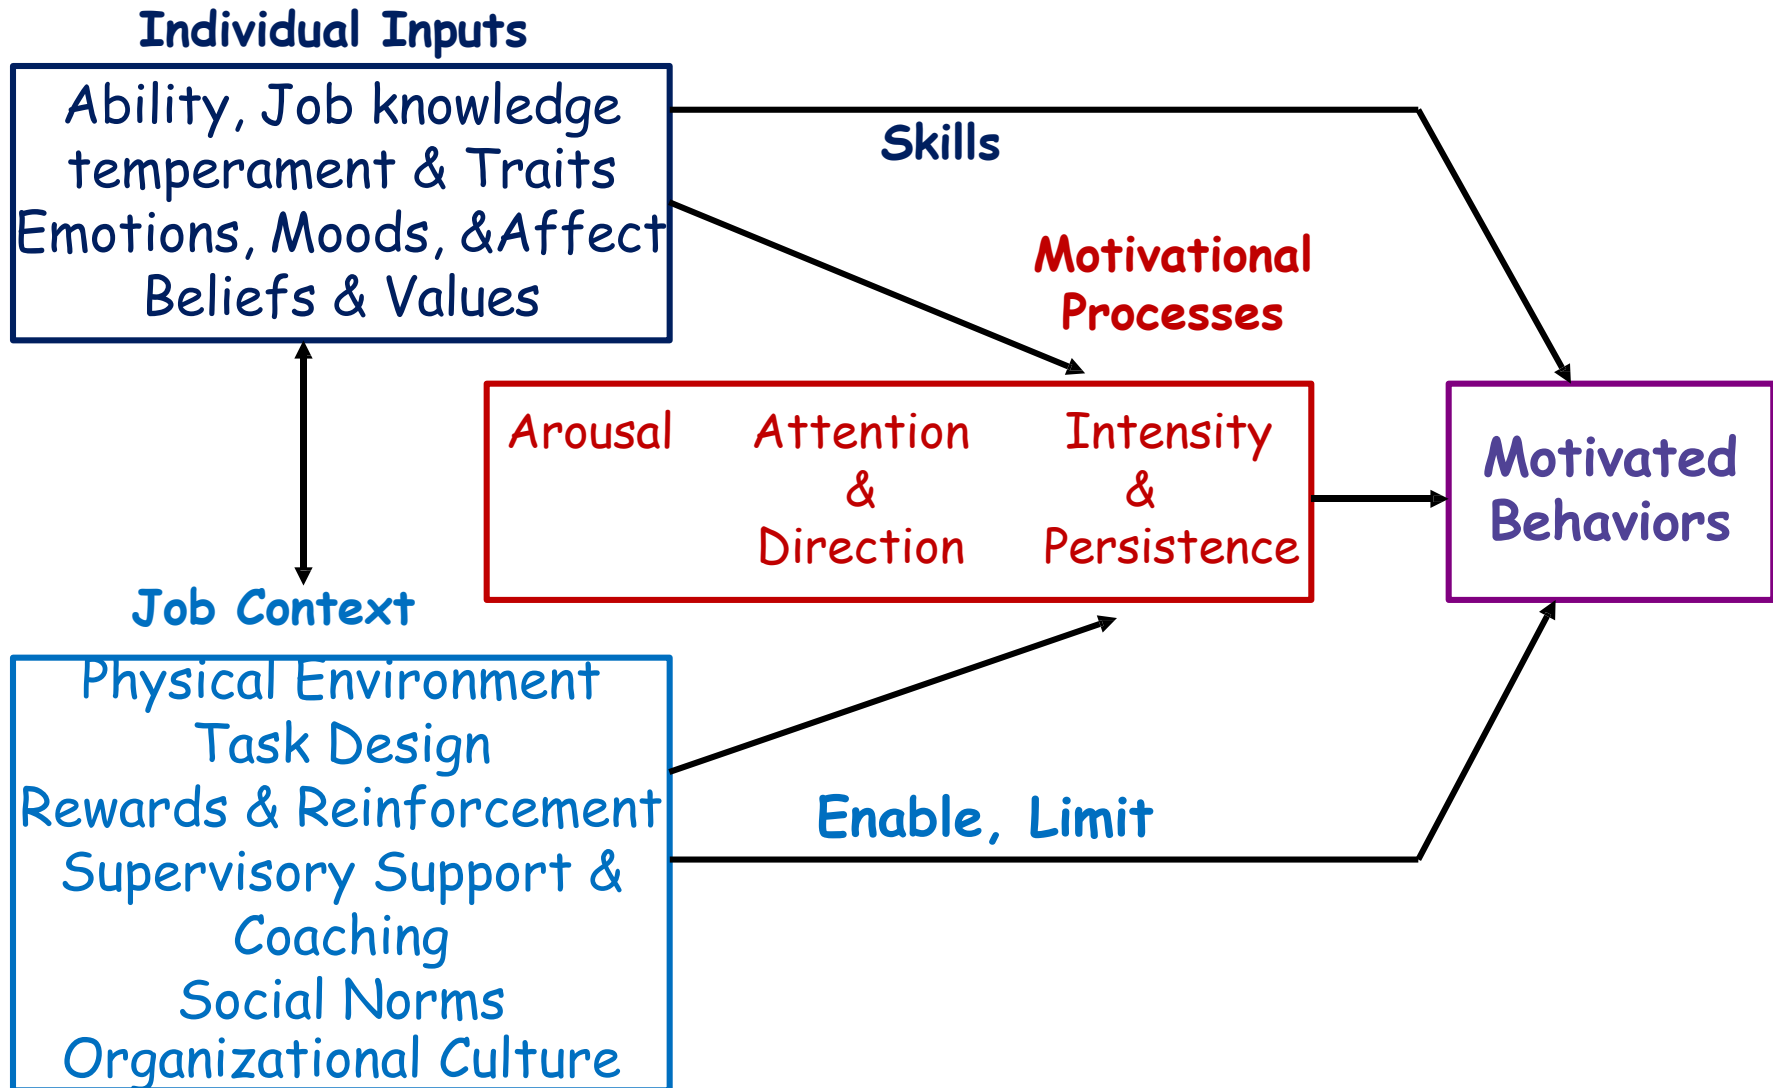 Individual Inputs
Ability, Job knowledge
temperament & Traits
Emotions, Moods, &Affect
Beliefs & Values
Skills
Motivational
Processes
Arousal
Attention
&
Direction
Intensity
&
Persistence
Motivated
Behaviors
Job Context
Physical Environment
Task Design
Rewards & Reinforcement
Supervisory Support &
Coaching
Social Norms
Organizational Culture
Enable, Limit